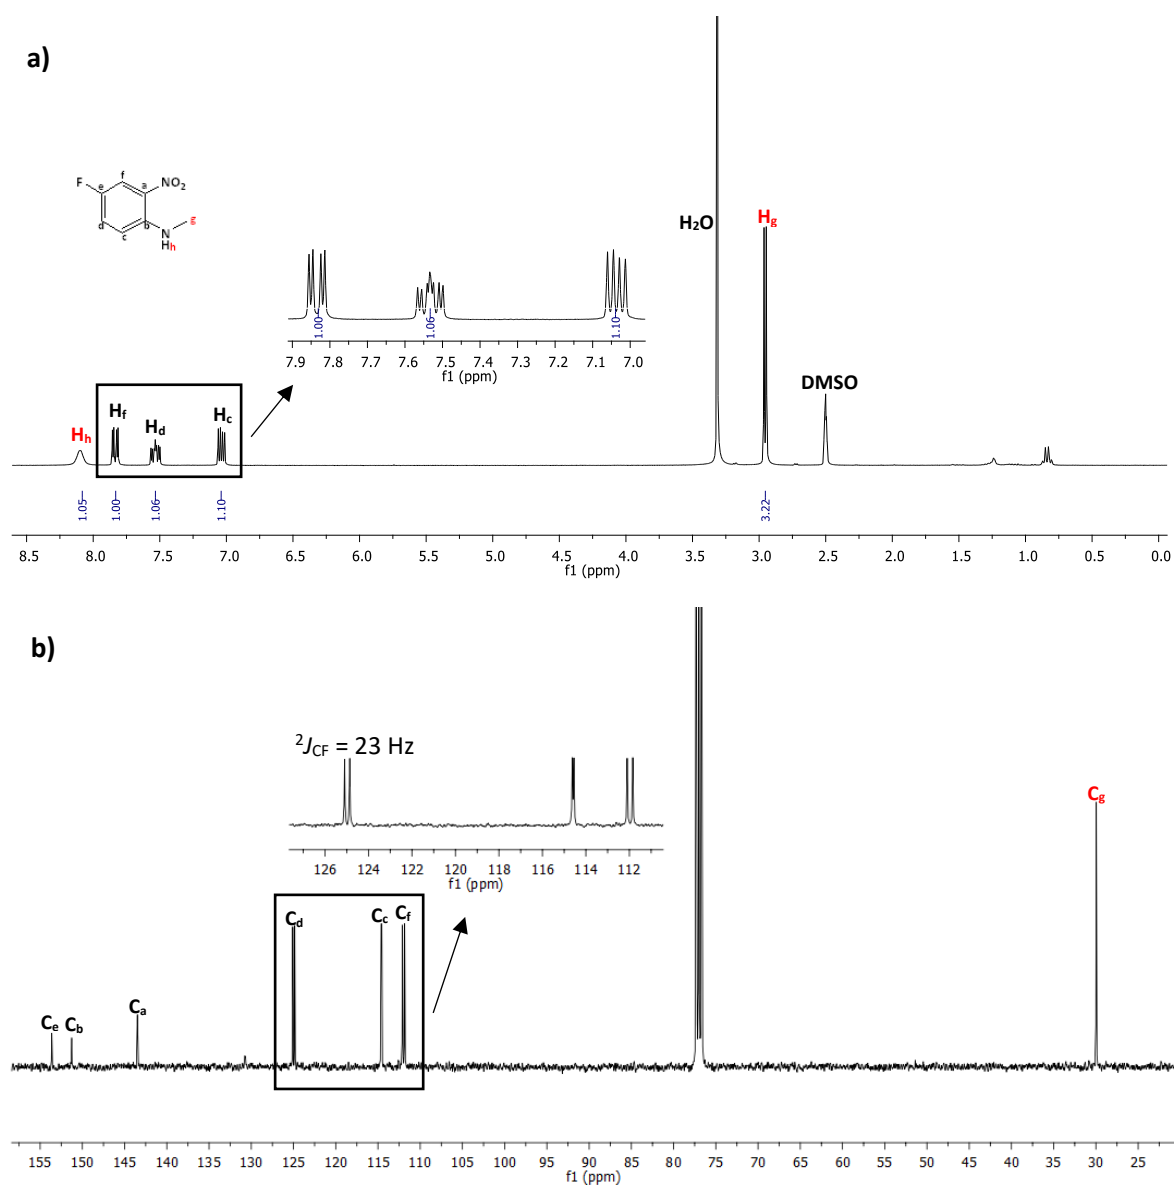 a)
F
f
e
a
NO₂
d
b
g
c
N
Hh
H₂O
Hg
DMSO
1.00
1.06
1.10
7.9 7.8 7.7 7.6 7.5 7.4 7.3 7.2 7.1 7.0
f1 (ppm)
Hh
Hf
Hd
Hc
1.05
1.00
1.06
1.10
3.22
8.5 8.0 7.5 7.0 6.5 6.0 5.5 5.0 4.5 4.0 3.5 3.0 2.5 2.0 1.5 1.0 0.5 0.0
f1 (ppm)
b)
²JCF = 23 Hz
126 124 122 120 118 116 114 112
f1 (ppm)
Cg
Cd
Cc
Cf
Ce
Cb
Ca
155 150 145 140 135 130 125 120 115 110 105 100 95 90 85 80 75 70 65 60 55 50 45 40 35 30 25
f1 (ppm)